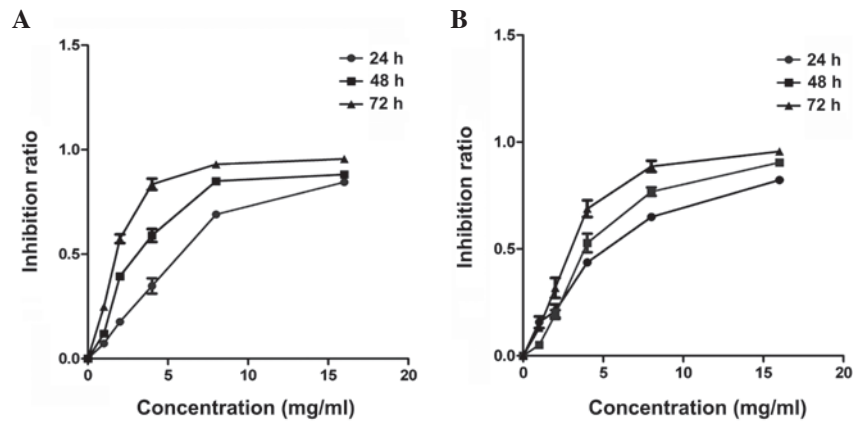 A
Inhibition ratio
1.5
1.0
0.5
0.0
0
5
10
15
20
Concentration (mg/ml)
24 h
48 h
72 h
B
Inhibition ratio
1.5
1.0
0.5
0.0
0
5
10
15
20
Concentration (mg/ml)
24 h
48 h
72 h